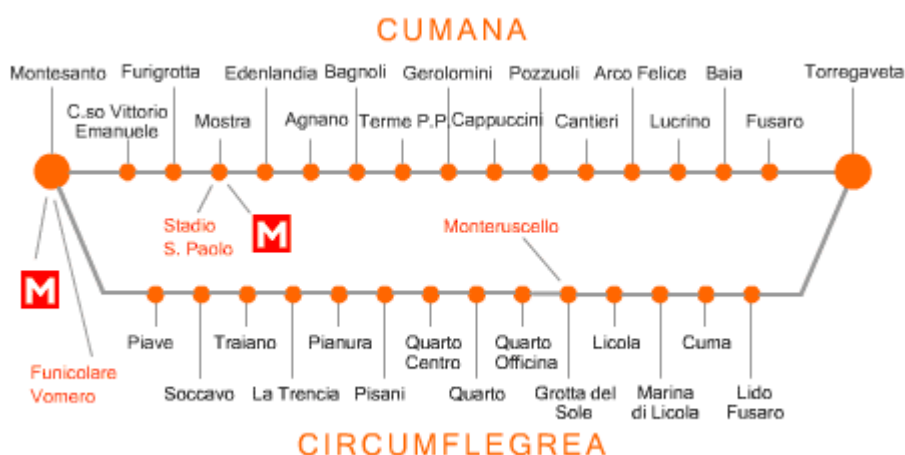 CUMANA
Montesanto
Furigrotta
Edenlandia
Bagnoli
Gerolomini
Pozzuoli
Arco Felice
Baia
Torregaveta
C.so Vittorio
Emanuele
Mostra
Agnano
Terme P.P.
Cappuccini
Cantieri
Lucrino
Fusaro
Stadio
S. Paolo
M
Monteruscello
M
Funicolare
Vomero
Piave
Traiano
Pianura
Quarto
Centro
Quarto
Officina
Licola
Cuma
Soccavo
La Trencia
Pisani
Quarto
Grotta del
Sole
Marina
di Licola
Lido
Fusaro
CIRCUMFLEGREA